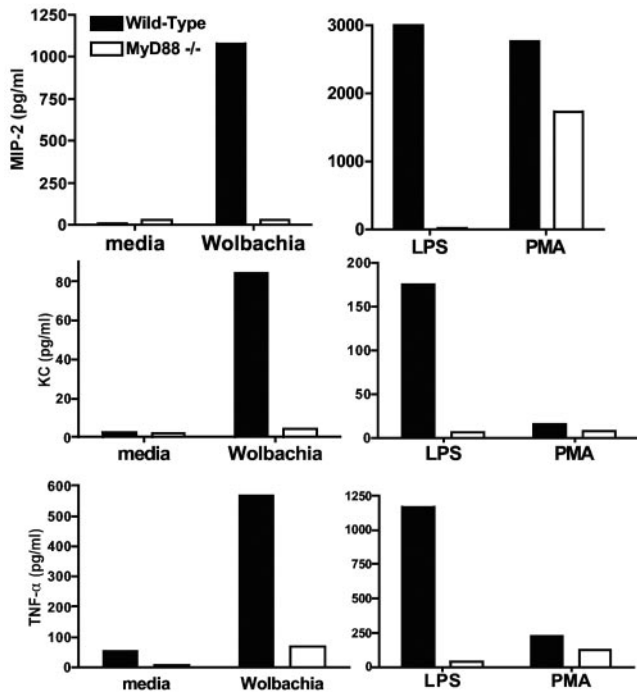 Wild-Type
MyD88 -/-
MIP-2 (pg/ml)
1250
1000
750
500
250
0
media
Wolbachia
3000
2000
1000
0
LPS
PMA
KC (pg/ml)
80
60
40
20
0
media
Wolbachia
200
150
100
50
0
LPS
PMA
TNF-α (pg/ml)
600
500
400
300
200
100
0
media
Wolbachia
1250
1000
750
500
250
0
LPS
PMA